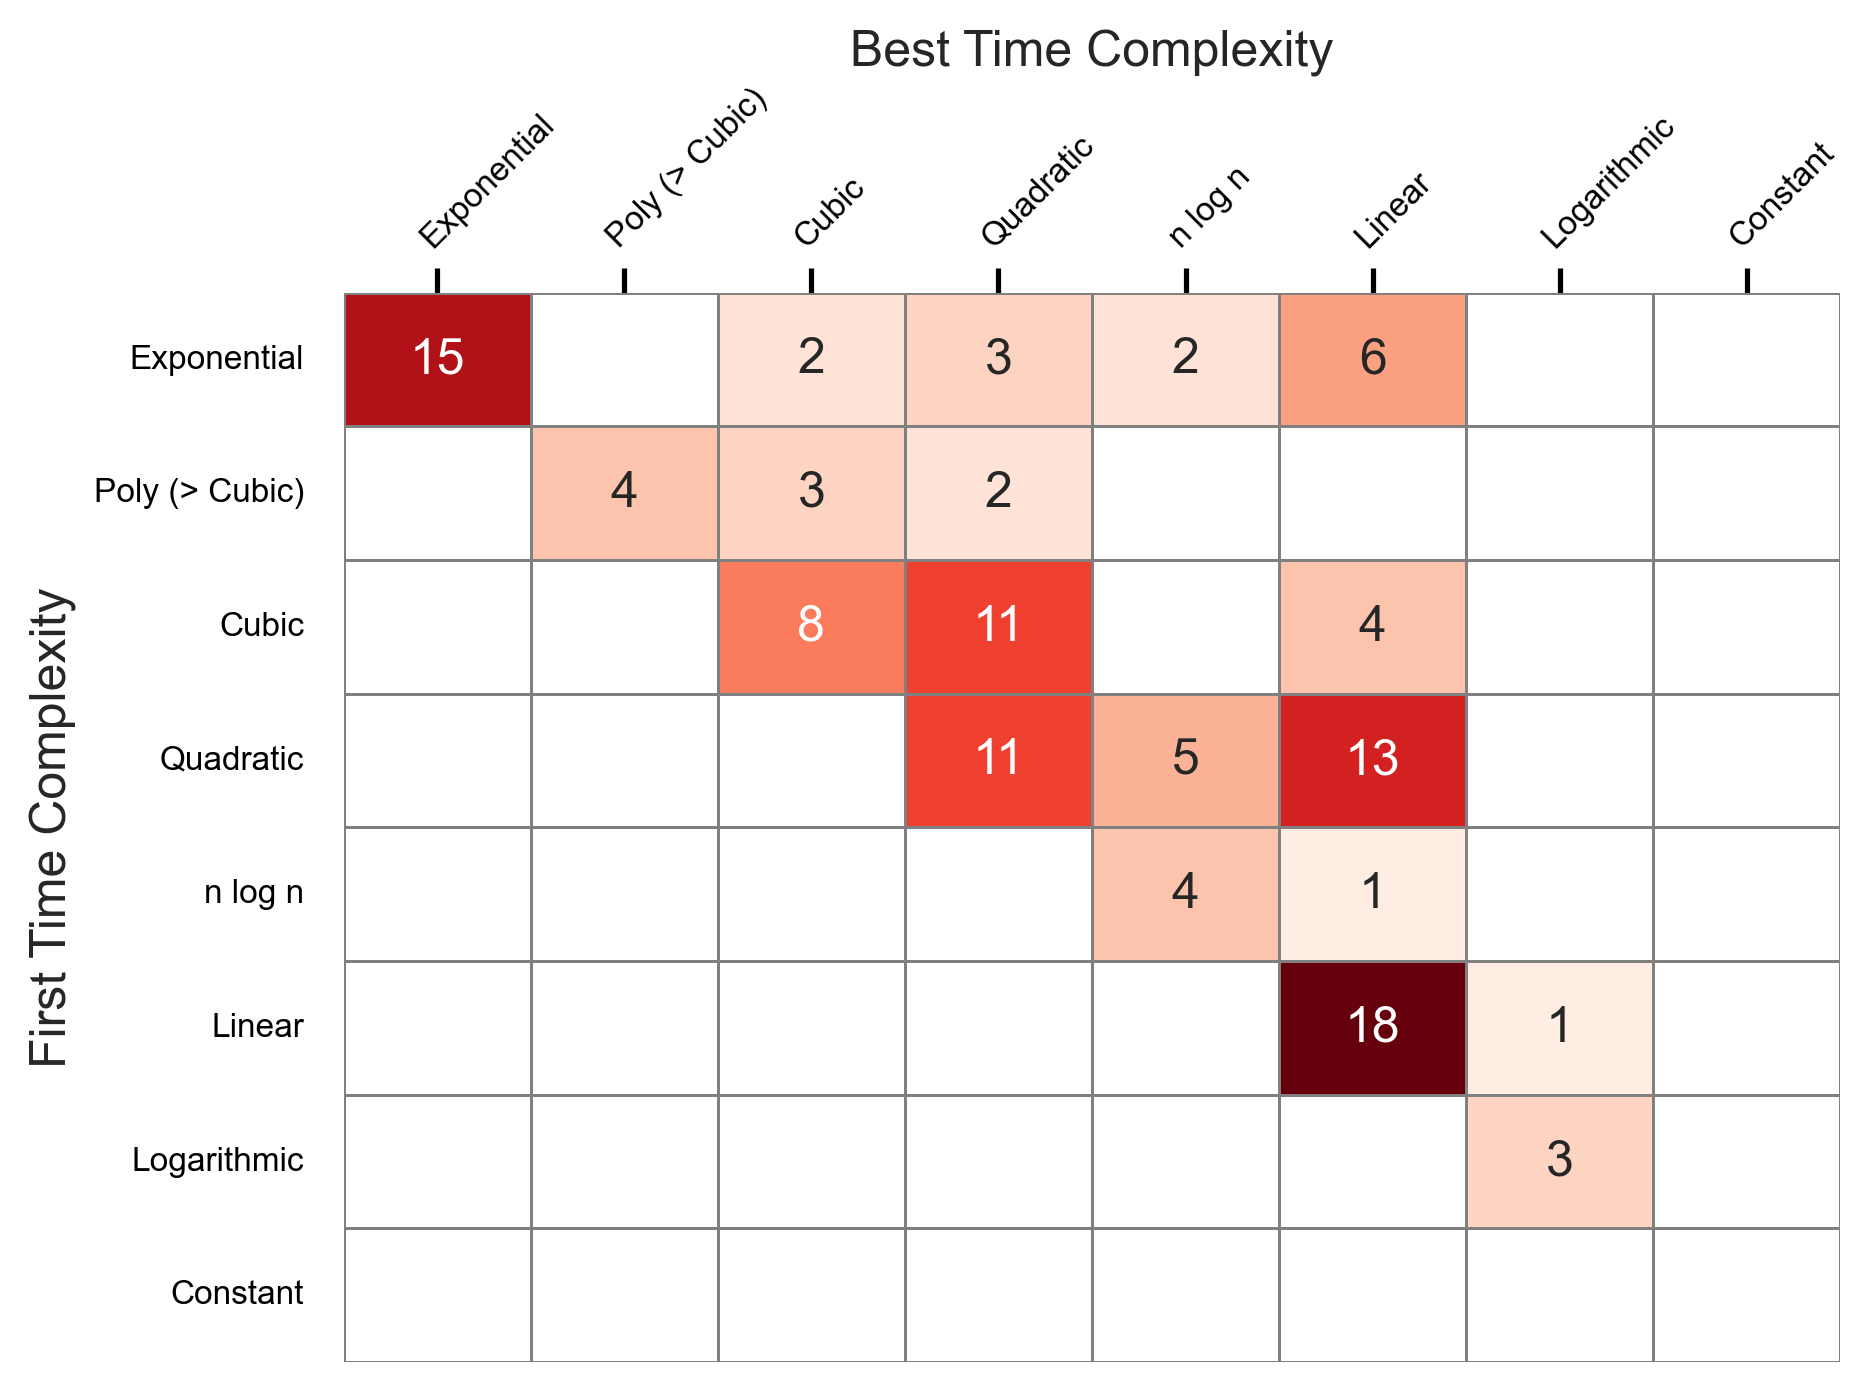 Best Time Complexity
Exponential
Poly (> Cubic)
Cubic
Quadratic
n log n
Linear
Logarithmic
Constant
First Time Complexity
Exponential 15 2 3 2 6
Poly (> Cubic) 4 3 2
Cubic 8 11 4
Quadratic 11 5 13
n log n 4 1
Linear 18 1
Logarithmic 3
Constant